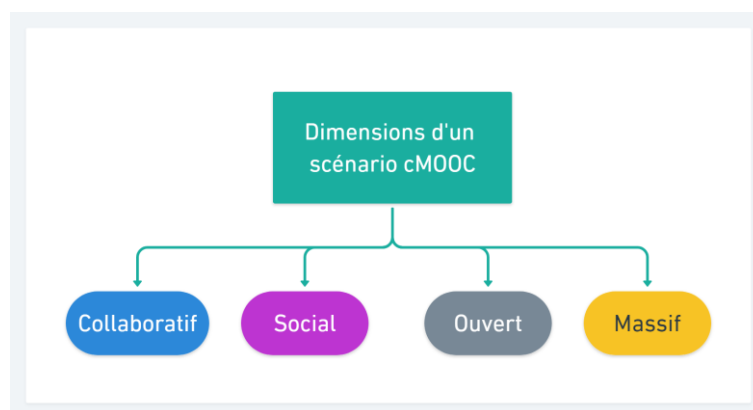 Dimensions d'un
scénario cMOOC
Collaboratif
Social
Ouvert
Massif